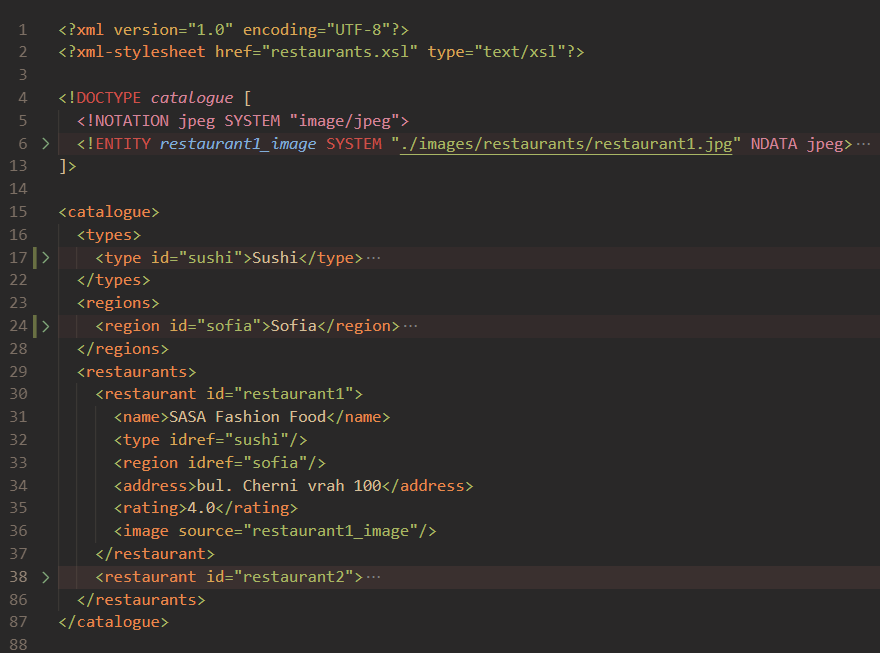 1 <?xml version="1.0" encoding="UTF-8"?>
2 <?xml-stylesheet href="restaurants.xsl" type="text/xsl"?>
3
4 <!DOCTYPE catalogue [
5 <!NOTATION jpeg SYSTEM "image/jpeg">
6 <!ENTITY restaurant1_image SYSTEM "./images/restaurants/restaurant1.jpg" NDATA jpeg>···
13 ]>
14
15 <catalogue>
16 <types>
17 <type id="sushi">Sushi</type>···
22 </types>
23 <regions>
24 <region id="sofia">Sofia</region>···
28 </regions>
29 <restaurants>
30 <restaurant id="restaurant1">
31 <name>SASA Fashion Food</name>
32 <type idref="sushi"/>
33 <region idref="sofia"/>
34 <address>bul. Cherni vrah 100</address>
35 <rating>4.0</rating>
36 <image source="restaurant1_image"/>
37 </restaurant>
38 <restaurant id="restaurant2">···
86 </restaurants>
87 </catalogue>
88